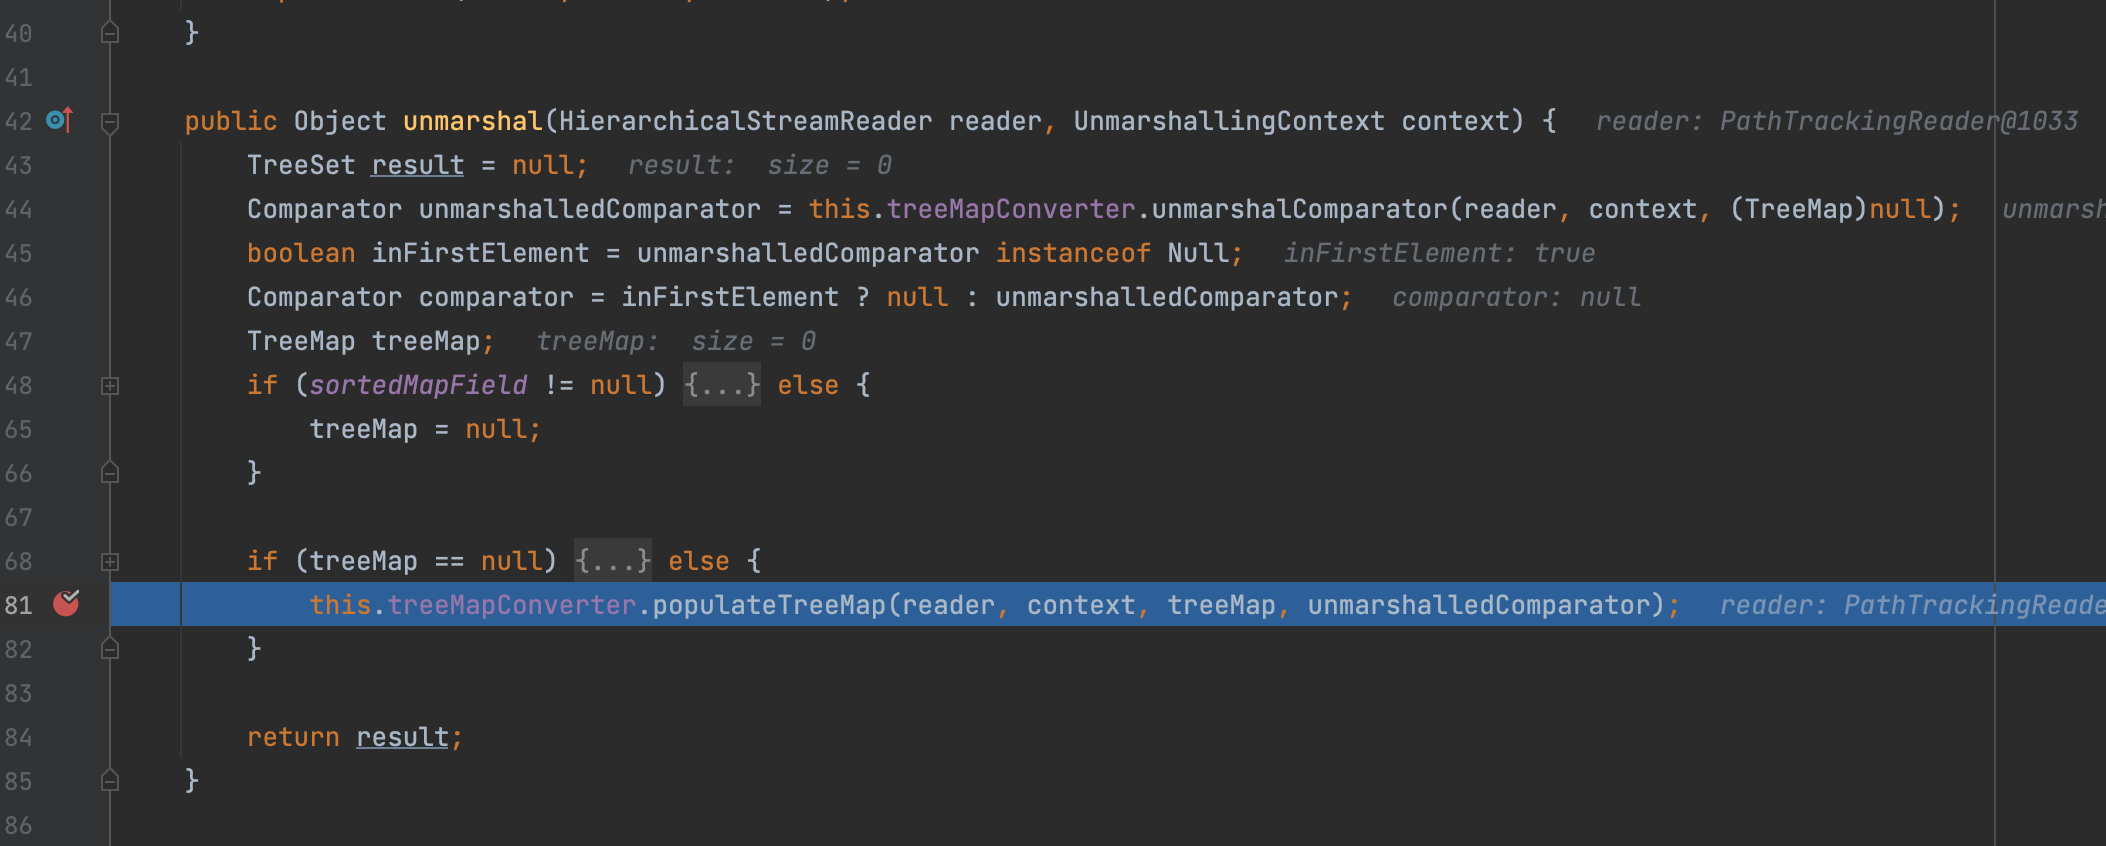 40 }
41
42 public Object unmarshal(HierarchicalStreamReader reader, UnmarshallingContext context) { reader: PathTrackingReader@1033
43 TreeSet result = null; result: size = 0
44 Comparator unmarshalledComparator = this.treeMapConverter.unmarshalComparator(reader, context, (TreeMap)null); unmarsh
45 boolean inFirstElement = unmarshalledComparator instanceof Null; inFirstElement: true
46 Comparator comparator = inFirstElement ? null : unmarshalledComparator; comparator: null
47 TreeMap treeMap; treeMap: size = 0
48 if (sortedMapField != null) {...} else {
65 treeMap = null;
66 }
67
68 if (treeMap == null) {...} else {
81 this.treeMapConverter.populateTreeMap(reader, context, treeMap, unmarshalledComparator); reader: PathTrackingReade
82 }
83
84 return result;
85 }
86